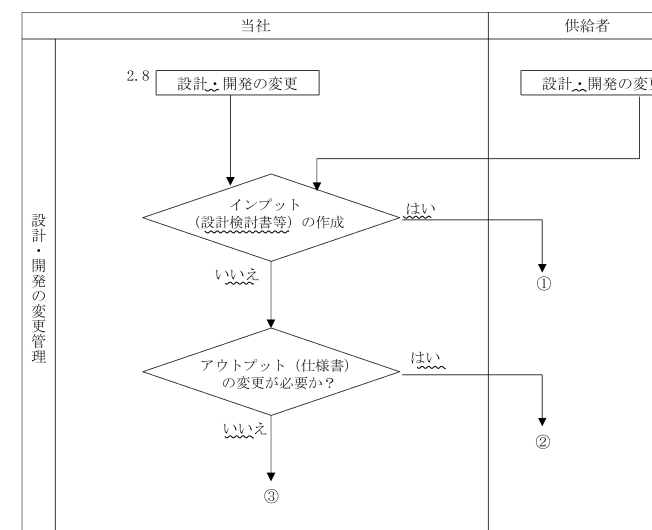 当社
供給者
設計・開発の変更管理
2.8
設計・開発の変更
設計・開発の変
インプット
（設計検討書等）の作成
はい
①
いいえ
アウトプット（仕様書）
の変更が必要か？
はい
②
いいえ
③